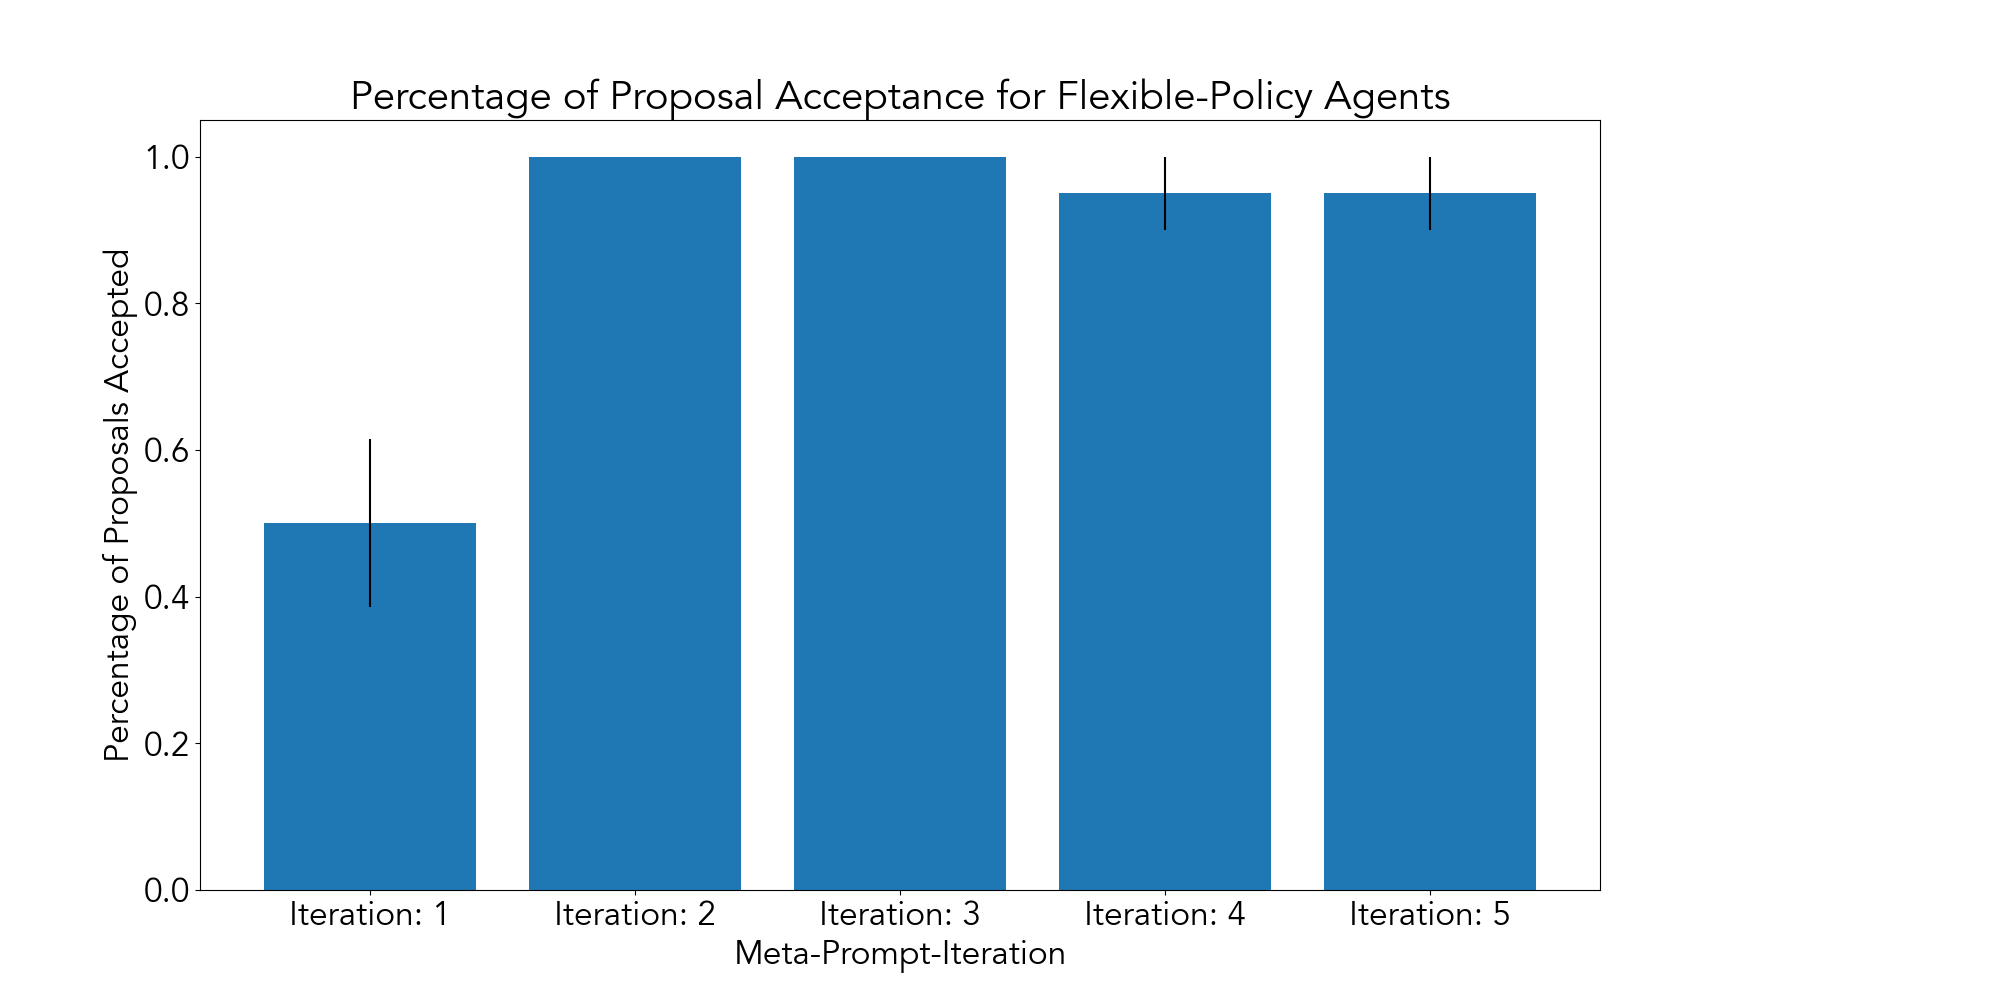 Percentage of Proposal Acceptance for Flexible-Policy Agents
Percentage of Proposals Accepted
1.0
0.8
0.6
0.4
0.2
0.0
Iteration: 1
Iteration: 2
Iteration: 3
Iteration: 4
Iteration: 5
Meta-Prompt-Iteration